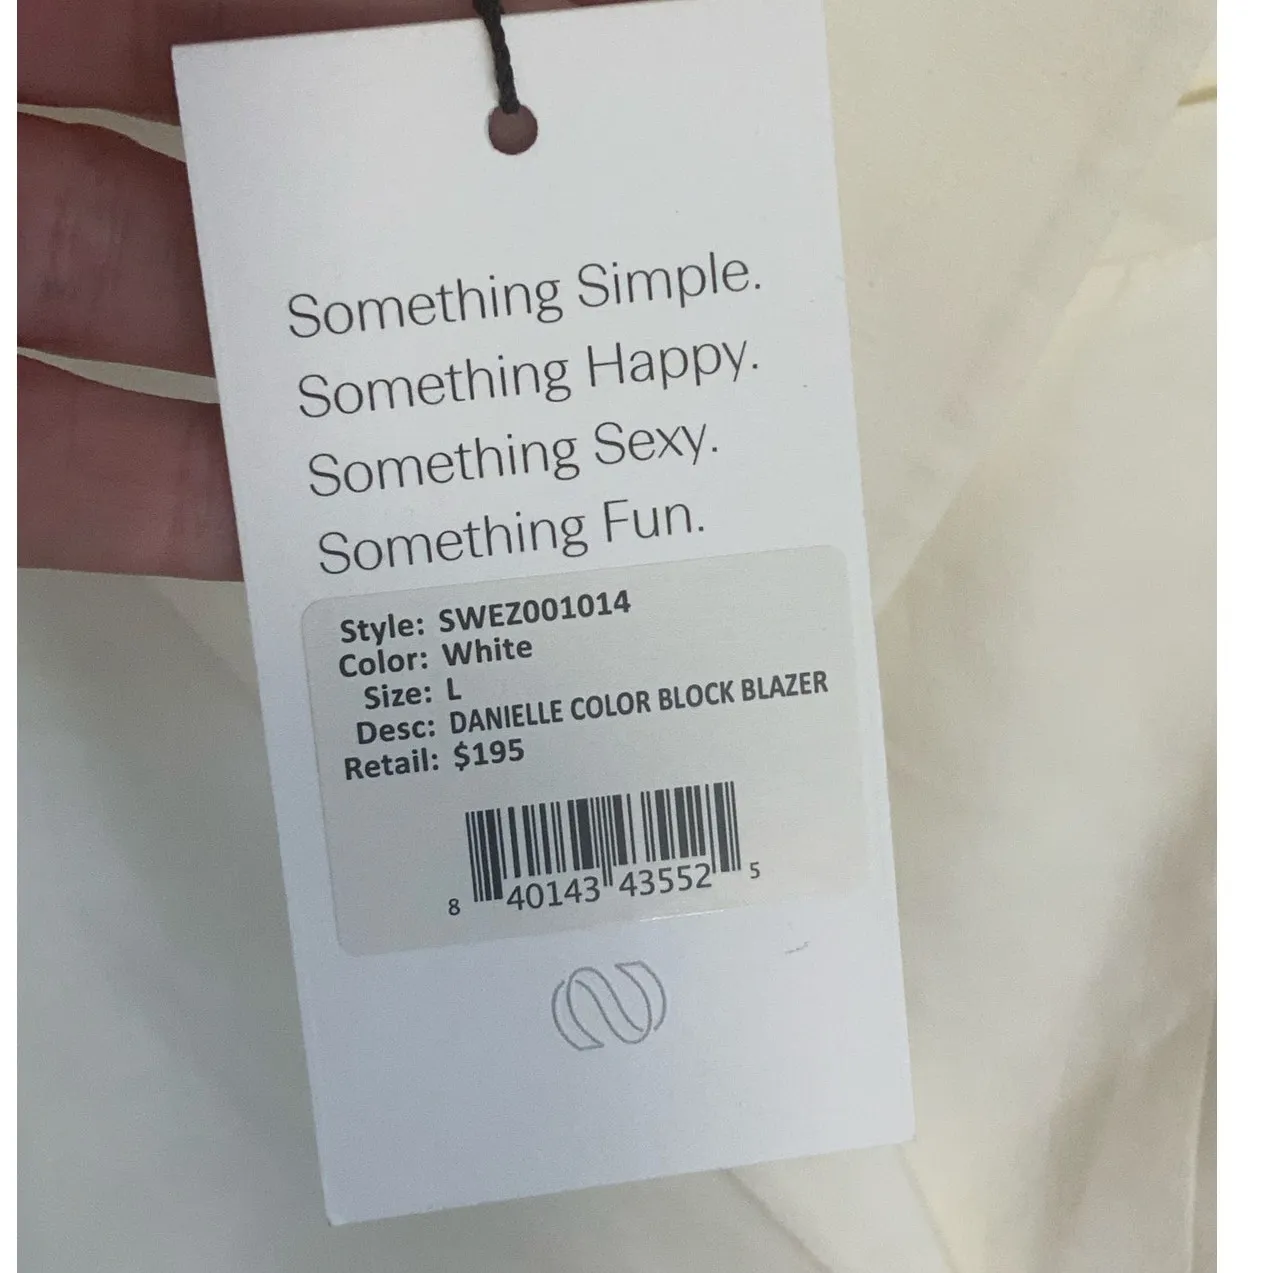 Something Simple.
Something Happy.
Something Sexy.
Something Fun.
Style: SWEZ001014
Color: White
Size: L
Desc: DANIELLE COLOR BLOCK BLAZER
Retail: $195
8 40143 43552 5